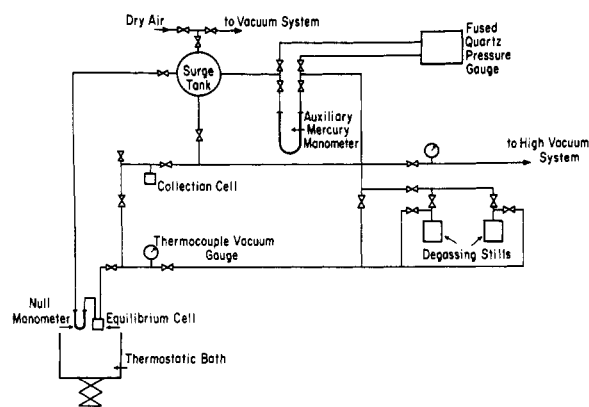 Dry Air
to Vacuum System
Fused
Quartz
Pressure
Gauge
Surge
Tank
Auxiliary
Mercury
Manometer
to High Vacuum
System
Collection Cell
Thermocouple Vacuum
Gauge
Degassing Stills
Null
Manometer
Equilibrium Cell
Thermostatic Bath